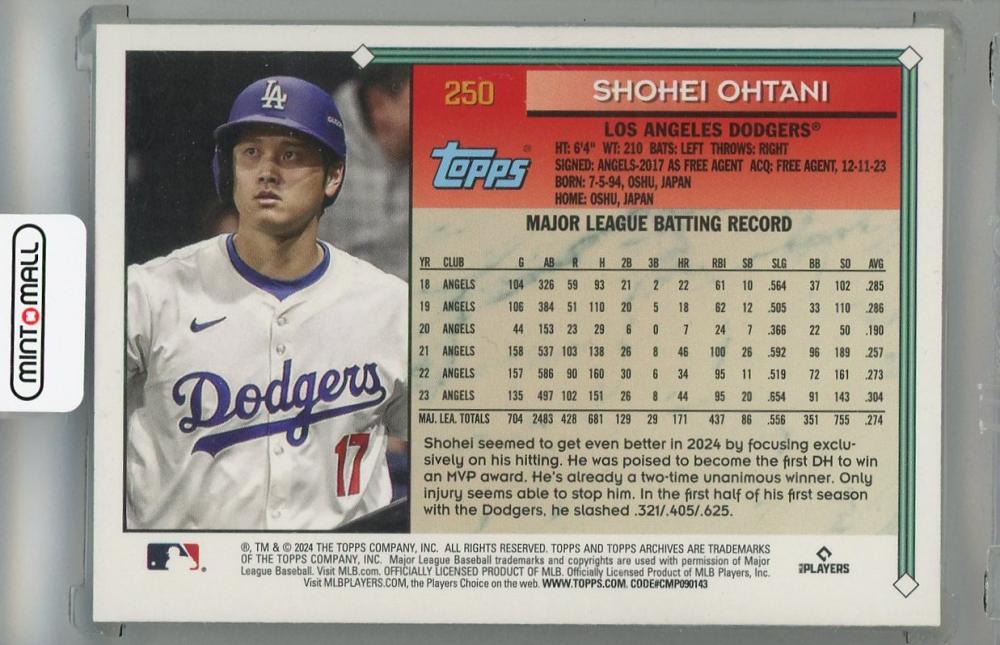 250
SHOHEI OHTANI
LOS ANGELES DODGERS®
topps®
HT: 6'4" WT: 210 BATS: LEFT THROWS: RIGHT
SIGNED: ANGELS-2017 AS FREE AGENT ACQ: FREE AGENT, 12-11-23
BORN: 7-5-94, OSHU, JAPAN
HOME: OSHU, JAPAN
MAJOR LEAGUE BATTING RECORD
YR CLUB G AB R H 2B 3B HR RBI SB SLG BB SO AVG
18 ANGELS 104 326 59 93 21 2 22 61 10 .564 37 102 .285
19 ANGELS 106 384 51 110 20 5 18 62 12 .505 33 110 .286
20 ANGELS 44 153 23 29 6 0 7 24 7 .366 22 50 .190
21 ANGELS 158 537 103 138 26 8 46 100 26 .592 96 189 .257
22 ANGELS 157 586 90 160 30 6 34 95 11 .519 72 161 .273
23 ANGELS 135 497 102 151 26 8 44 95 20 .654 91 143 .304
MAJ. LEA. TOTALS 704 2483 428 681 129 29 171 437 86 .556 351 755 .274
Shohei seemed to get even better in 2024 by focusing exclu-
sively on his hitting. He was poised to become the first DH to win
an MVP award. He's already a two-time unanimous winner. Only
injury seems able to stop him. In the first half of his first season
with the Dodgers, he slashed .321/.405/.625.
LA
Dodgers
17
MINTOMALL
®, TM & © 2024 THE TOPPS COMPANY, INC. ALL RIGHTS RESERVED. TOPPS AND TOPPS ARCHIVES ARE TRADEMARKS
OF THE TOPPS COMPANY, INC. Major League Baseball trademarks and copyrights are used with permission of Major
League Baseball. Visit MLB.com. OFFICIALLY LICENSED PRODUCT OF MLB. Officially Licensed Product of MLB Players, Inc.
Visit MLBPLAYERS.COM, the Players Choice on the web. WWW.TOPPS.COM. CODE#CMP090143
MLBPLAYERS